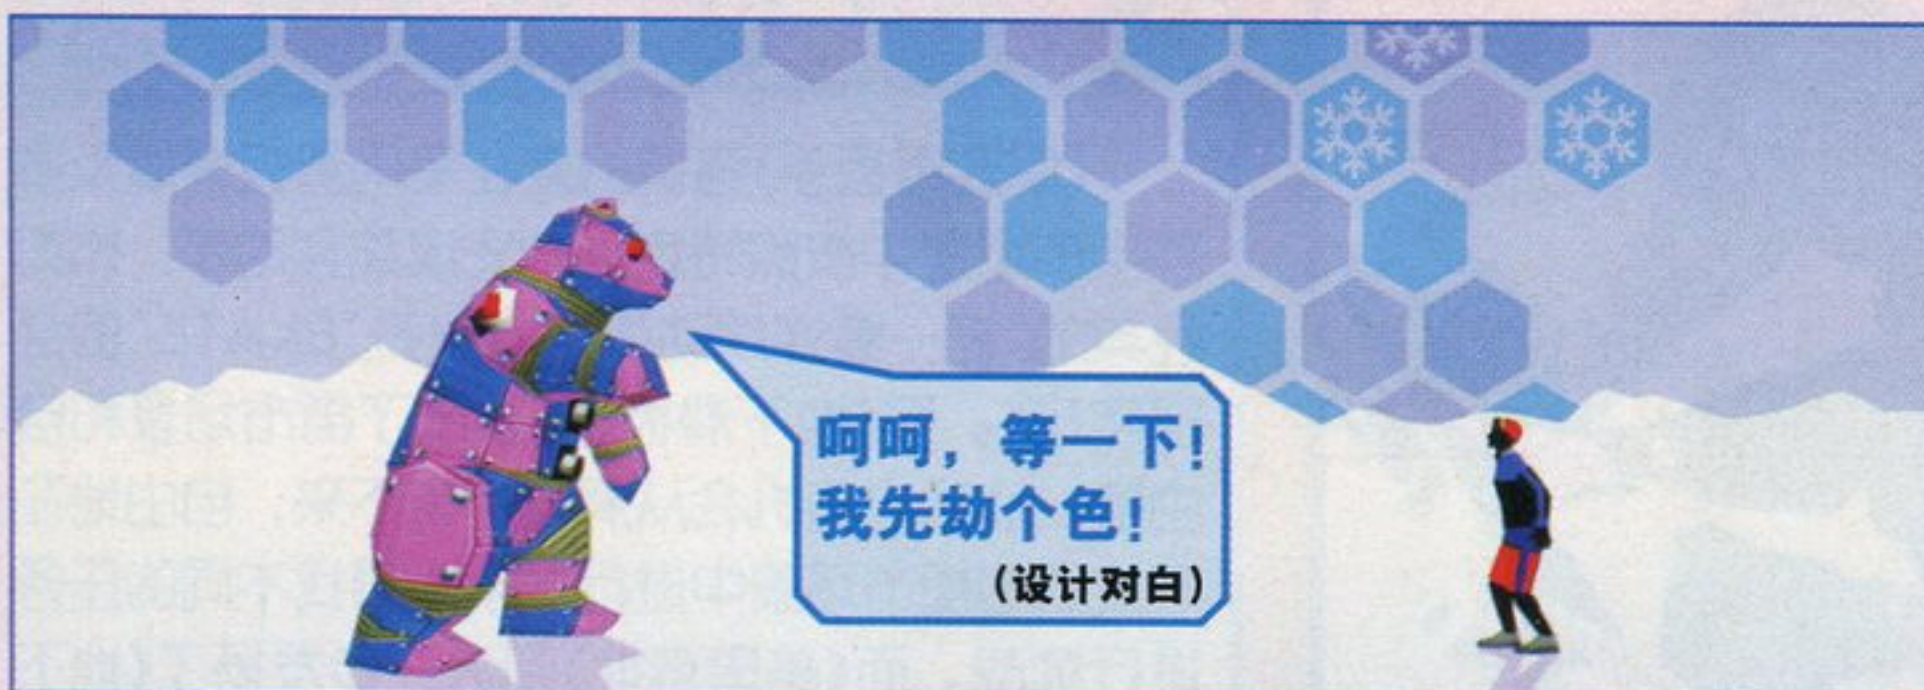 呵呵，等一下！
我先劫个色！
（设计对白）